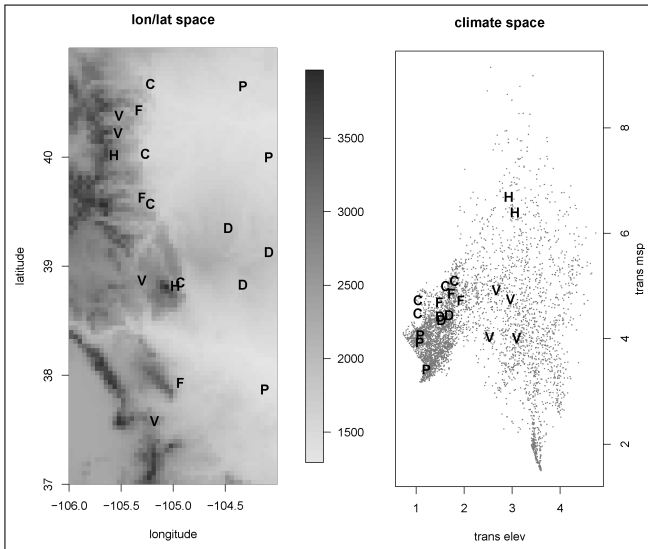 lon/lat space
climate space
C
P
V
F
V
H
C
P
F
C
D
D
V
H
C
D
F
P
V
latitude
40
39
38
37
−106.0
−105.5
−105.0
−104.5
longitude
3500
3000
2500
2000
1500
H
H
C
C
V
F
C
F
F
V
C
D
D
D
P
P
V
V
P
8
6
4
2
trans msp
1
2
3
4
trans elev